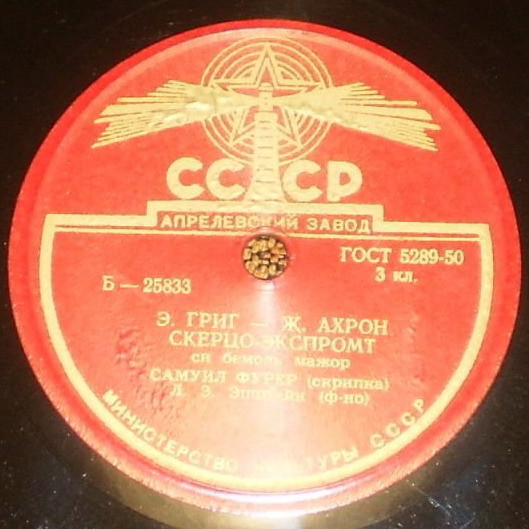 СССР
АПРЕЛЕВСКИЙ ЗАВОД
ГОСТ 5289-50
3 кл.
Б — 25833
Э. ГРИГ — Ж. АХРОН
СКЕРЦО-ЭКСПРОМТ
си бемоль мажор
САМУИЛ ФУРЕР (скрипка)
Л. Э. (ф-но)
МИНИСТЕРСТВО СССР